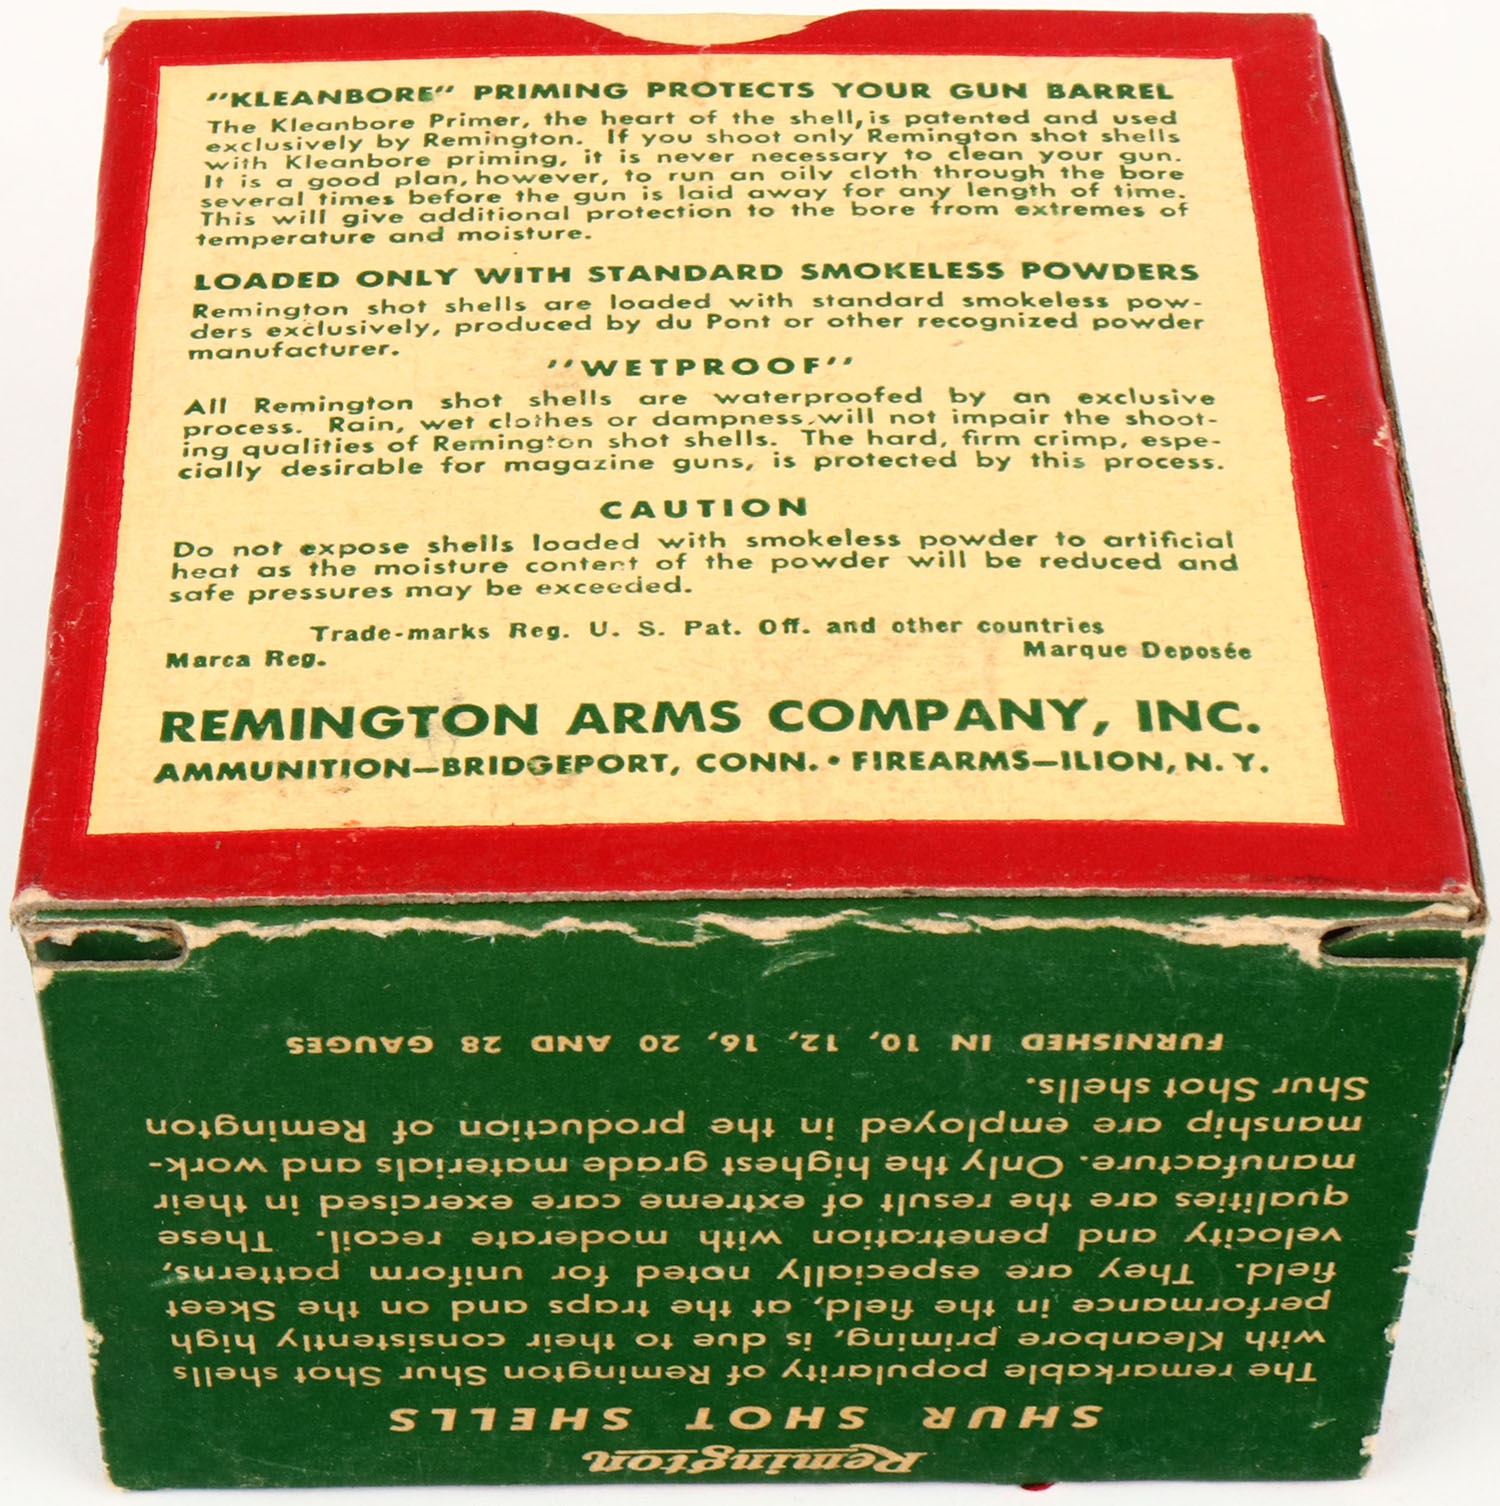 "KLEANBORE" PRIMING PROTECTS YOUR GUN BARREL
The Kleanbore Primer, the heart of the shell, is patented and used
exclusively by Remington. If you shoot only Remington shot shells
with Kleanbore priming, it is never necessary to clean your gun.
It is a good plan, however, to run an oily cloth through the bore
several times before the gun is laid away for any length of time.
This will give additional protection to the bore from extremes of
temperature and moisture.
LOADED ONLY WITH STANDARD SMOKELESS POWDERS
Remington shot shells are loaded with standard smokeless pow-
ders exclusively, produced by du Pont or other recognized powder
manufacturer.
"WETPROOF"
All Remington shot shells are waterproofed by an exclusive
process. Rain, wet clothes or dampness, will not impair the shoot-
ing qualities of Remington shot shells. The hard, firm crimp, espe-
cially desirable for magazine guns, is protected by this process.
CAUTION
Do not expose shells loaded with smokeless powder to artificial
heat as the moisture content of the powder will be reduced and
safe pressures may be exceeded.
Trade-marks Reg. U. S. Pat. Off. and other countries
Marca Reg. Marque Deposée
REMINGTON ARMS COMPANY, INC.
AMMUNITION—BRIDGEPORT, CONN. • FIREARMS—ILION, N. Y.
Remington
SHUR SHOT SHELLS
The remarkable popularity of Remington Shur Shot shells
with Kleanbore priming, is due to their consistently high
performance in the field, at the traps and on the Skeet
field. They are especially noted for uniform patterns,
velocity and penetration with moderate recoil. These
qualities are the result of extreme care exercised in their
manufacture. Only the highest grade materials and work-
manship are employed in the production of Remington
Shur Shot shells.
FURNISHED IN 10, 12, 16, 20 AND 28 GAUGES